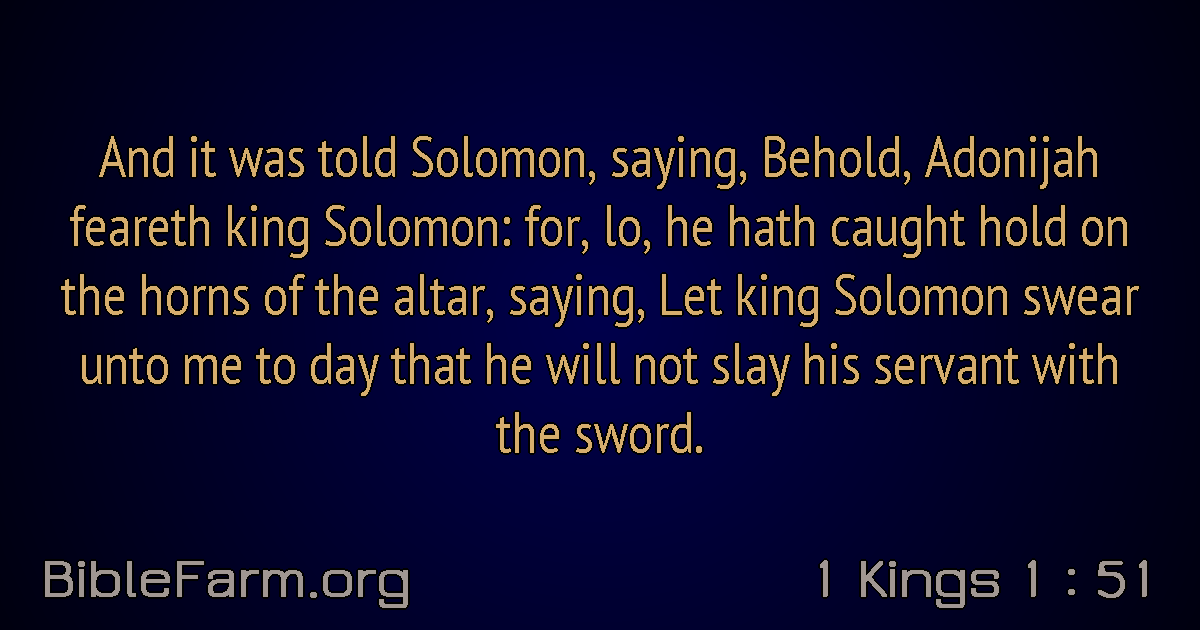 And it was told Solomon, saying, Behold, Adonijah
feareth king Solomon: for, lo, he hath caught hold on
the horns of the altar, saying, Let king Solomon swear
unto me to day that he will not slay his servant with
the sword.
BibleFarm.org
1 Kings 1 : 51